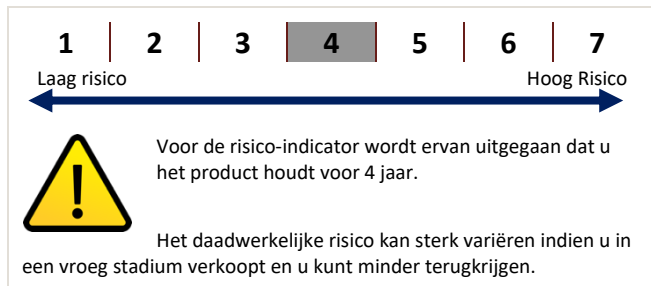 1 2 3 4 5 6 7
Laag risico Hoog Risico
Voor de risico-indicator wordt ervan uitgegaan dat u
het product houdt voor 4 jaar.
Het daadwerkelijke risico kan sterk variëren indien u in
een vroeg stadium verkoopt en u kunt minder terugkrijgen.